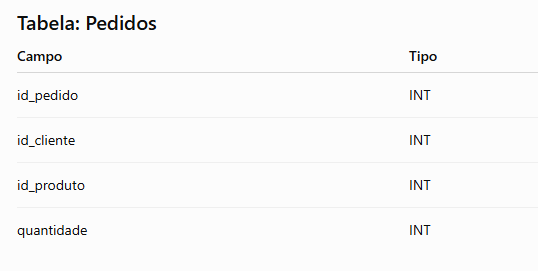 Tabela: Pedidos
Campo Tipo
id_pedido INT
id_cliente INT
id_produto INT
quantidade INT